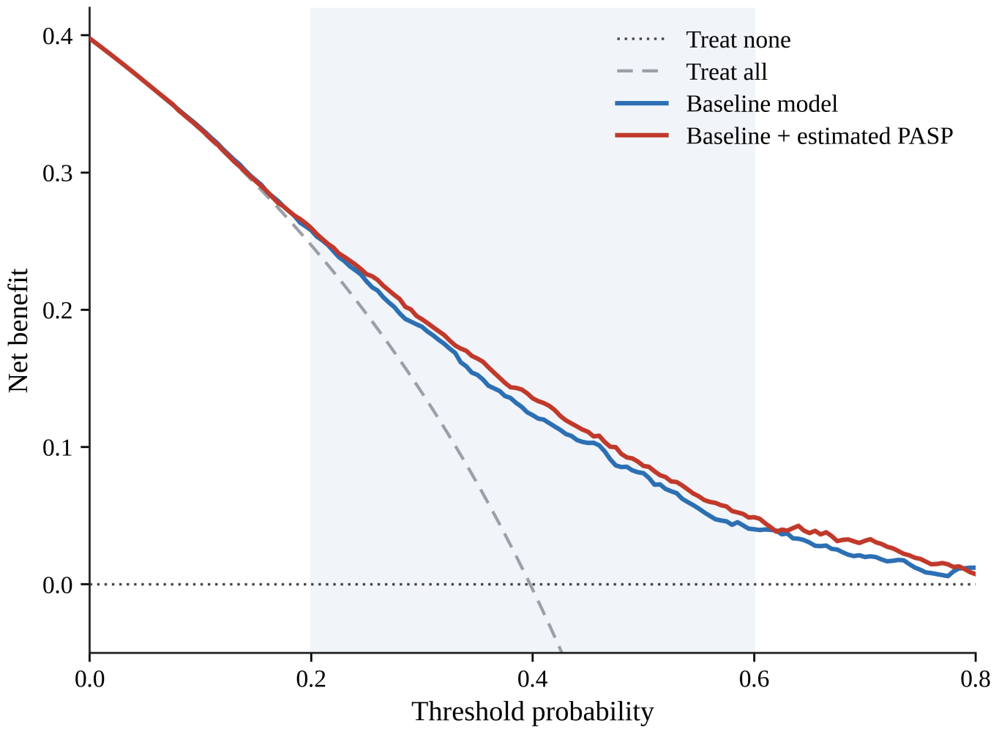 Treat none
Treat all
Baseline model
Baseline + estimated PASP
0.4
0.3
0.2
0.1
0.0
Net benefit
0.0 0.2 0.4 0.6 0.8
Threshold probability